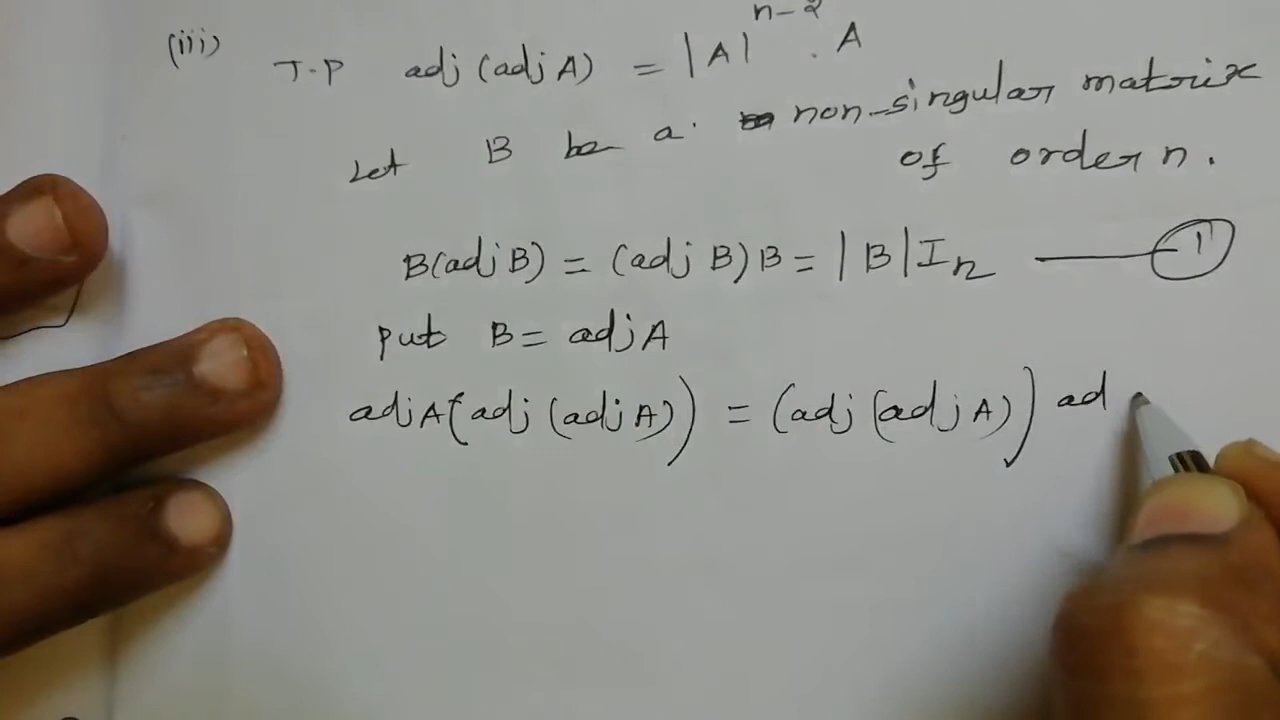 (iii) T.P adj (adj A) = |A|^{n-2} . A
Let B be a non-singular matrix
of order n.
B(adj B) = (adj B) B = |B| I_n ——— ①
put B = adj A
adj A (adj (adj A)) = (adj (adj A)) ad